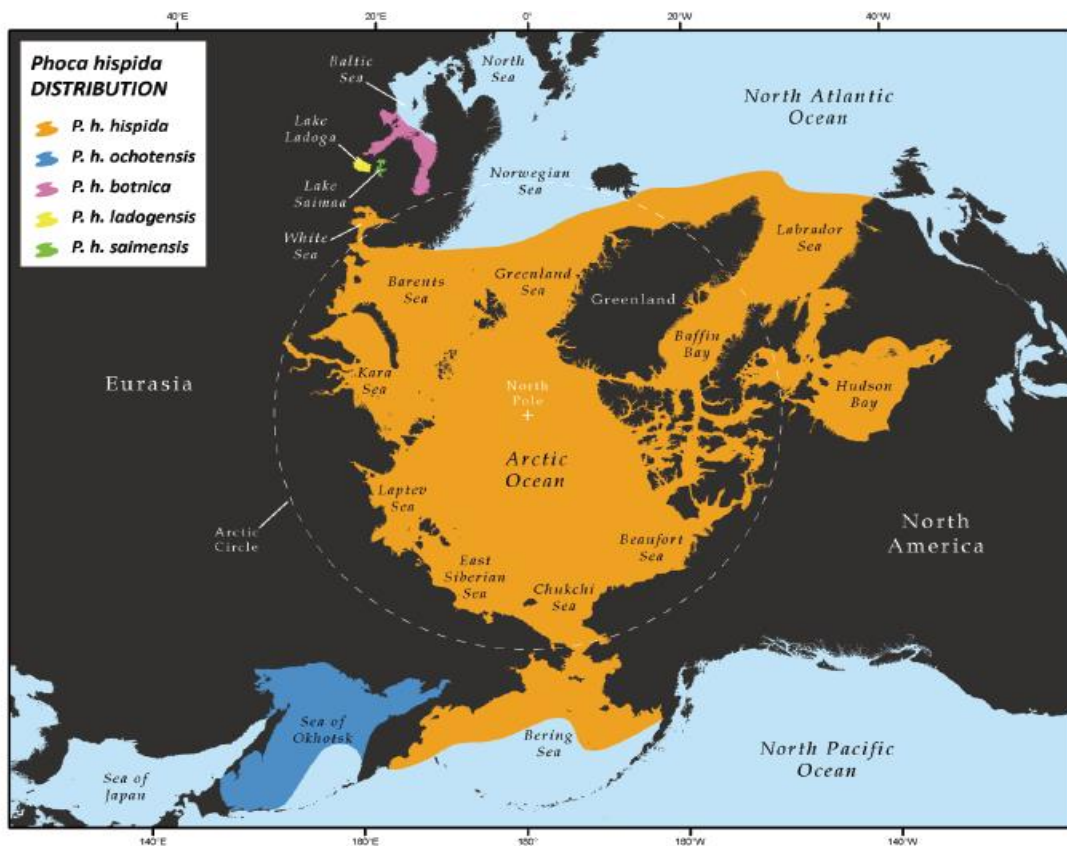 20°E
0°
20°W
40°W
Phoca hispida
DISTRIBUTION
P. h. hispida
P. h. ochotensis
P. h. botnica
P. h. ladogensis
P. h. saimensis
Baltic
Sea
North
Sea
North Atlantic
Ocean
Lake
Ladoga
Lake
Saimaa
Norwegian
Sea
White
Sea
Labrador
Sea
Barents
Sea
Greenland
Sea
Greenland
Baffin
Bay
Eurasia
Kara
Sea
North
Pole
Hudson
Bay
Arctic
Ocean
Laptev
Sea
Arctic
Circle
Beaufort
Sea
North
America
East
Siberian
Sea
Chukchi
Sea
Sea of
Okhotsk
Bering
Sea
North Pacific
Ocean
Sea of
Japan
140°E
160°E
180°
160°W
140°W